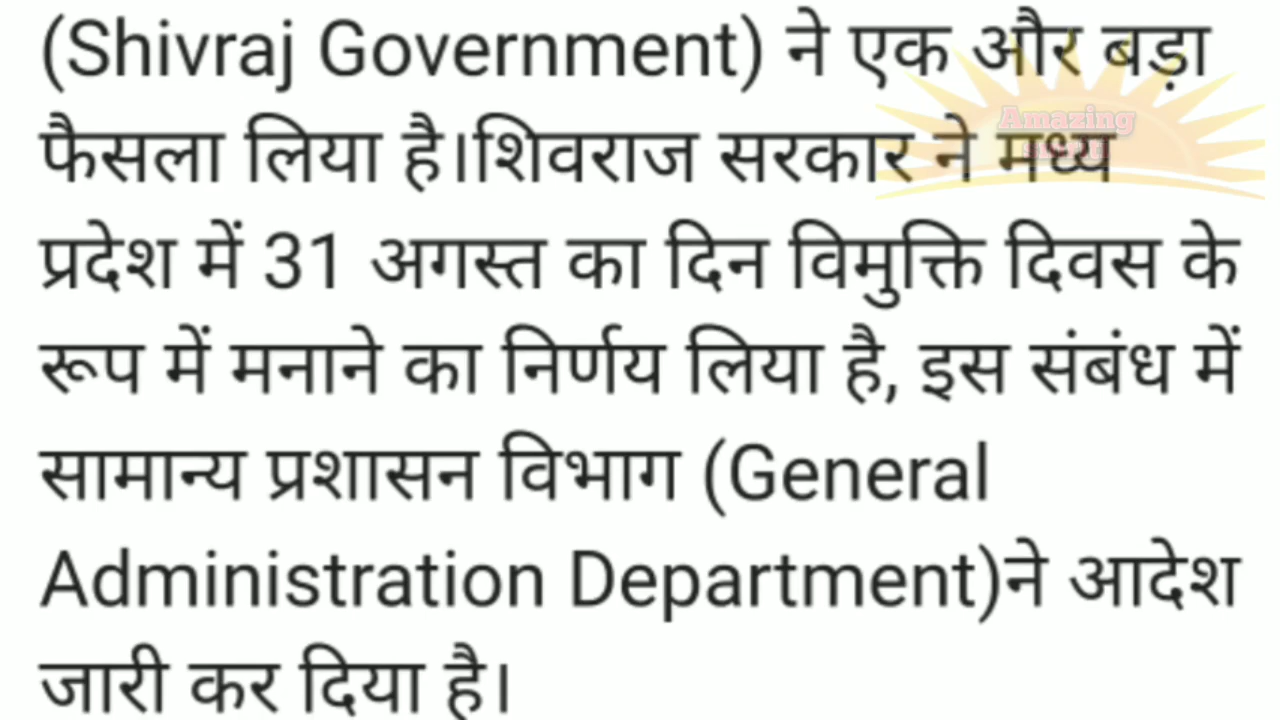 (Shivraj Government) ने एक और बड़ा
फैसला लिया है।शिवराज सरकार ने मध्य
प्रदेश में 31 अगस्त का दिन विमुक्ति दिवस के
रूप में मनाने का निर्णय लिया है, इस संबंध में
सामान्य प्रशासन विभाग (General
Administration Department)ने आदेश
जारी कर दिया है।
Amazing